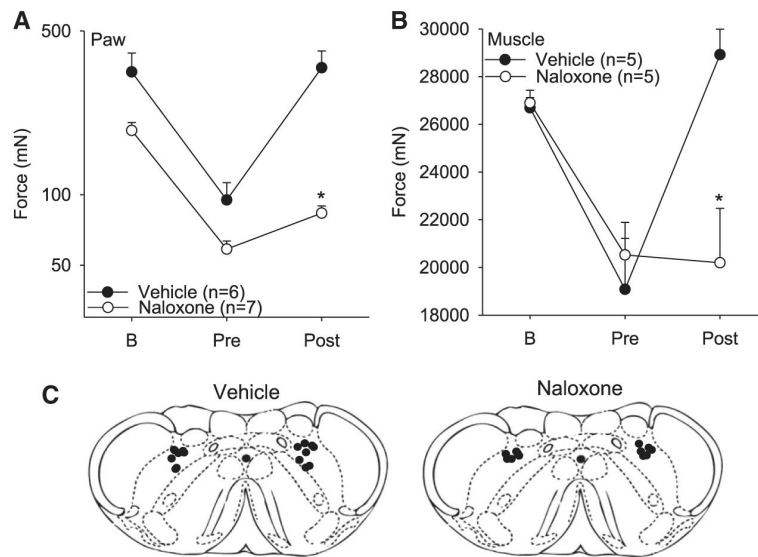 A
Paw
500
100
50
Force (mN)
Vehicle (n=6)
Naloxone (n=7)
B
Pre
Post
*
B
Muscle
Vehicle (n=5)
Naloxone (n=5)
30000
28000
26000
24000
22000
20000
18000
Force (mN)
*
B
Pre
Post
C
Vehicle
Naloxone